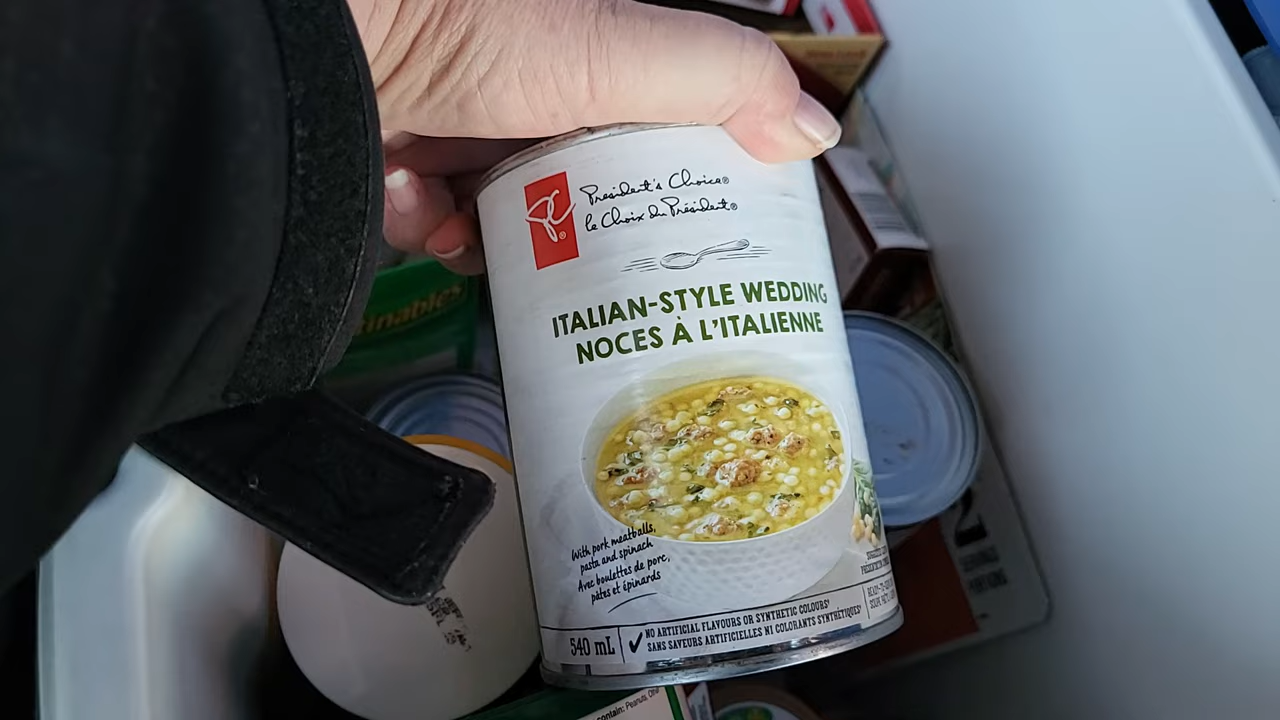 President's Choice®
le Choix du Président®
ITALIAN-STYLE WEDDING
NOCES À L'ITALIENNE
With pork meatballs,
pasta and spinach
Avec boulettes de porc,
pâtes et épinards
540 mL
✓ NO ARTIFICIAL FLAVOURS OR SYNTHETIC COLOURS†
SANS SAVEURS ARTIFICIELLES NI COLORANTS SYNTHÉTIQUES†
contain: Peanuts,